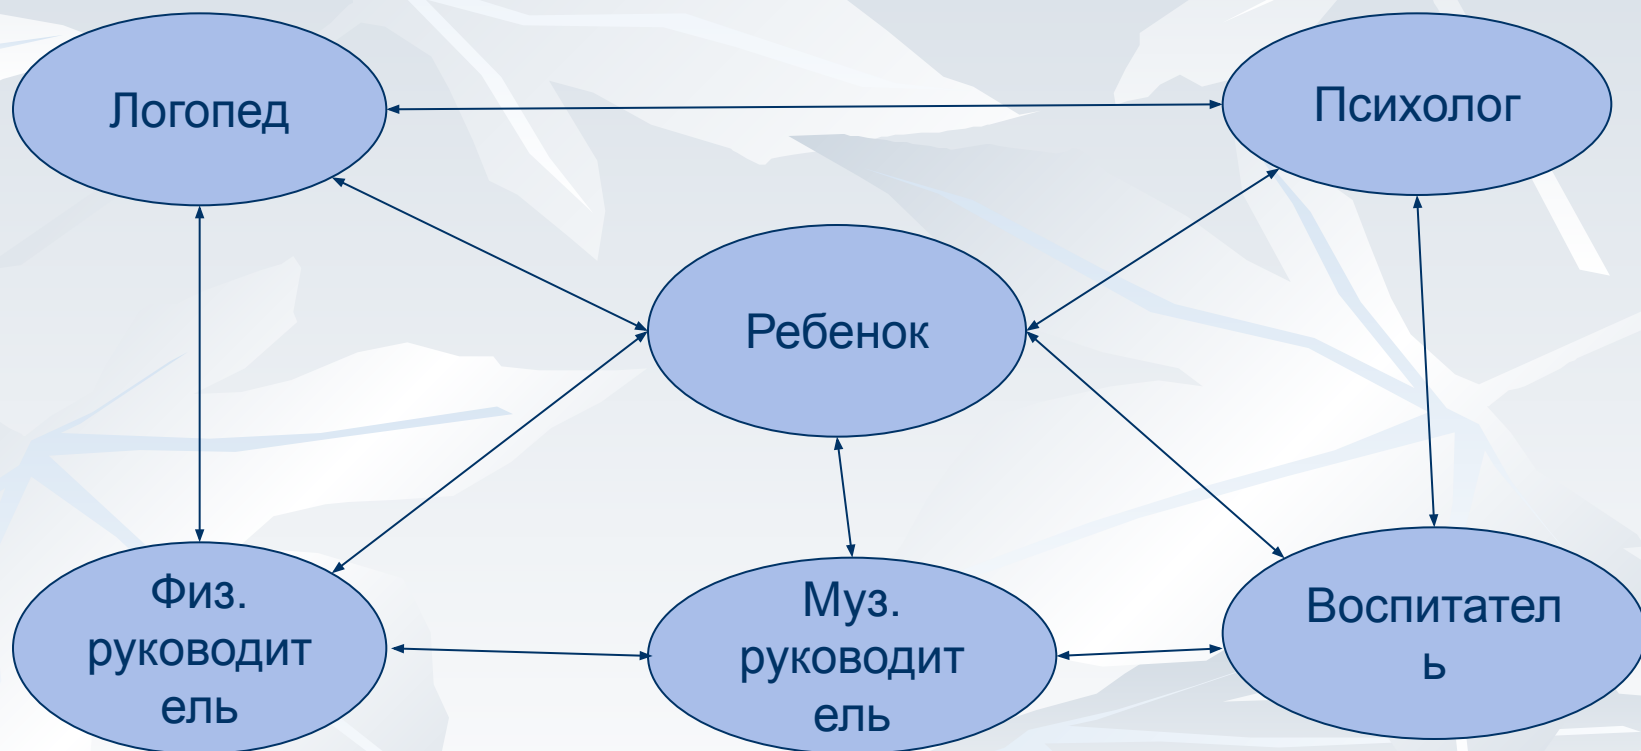 Логопед
Психолог
Ребенок
Физ.
руководит
ель
Муз.
руководит
ель
Воспитател
ь